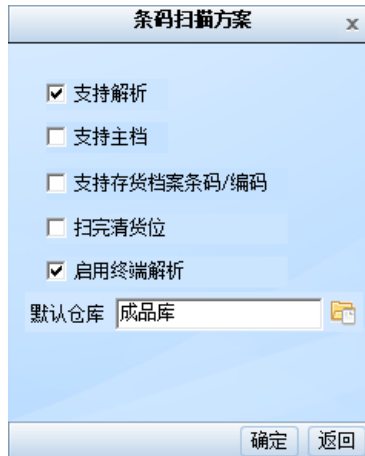 条码扫描方案 x
支持解析
支持主档
支持存货档案条码/编码
扫完清货位
启用终端解析
默认仓库 成品库
确定 返回